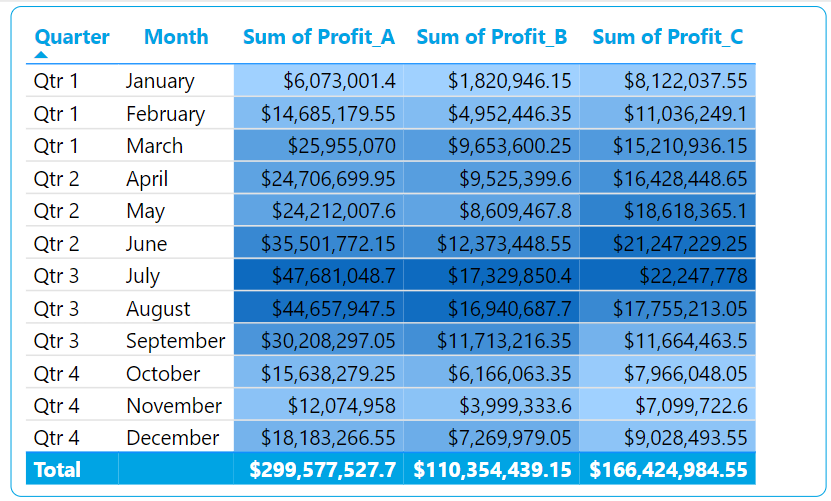 Quarter Month Sum of Profit_A Sum of Profit_B Sum of Profit_C
Qtr 1 January $6,073,001.4 $1,820,946.15 $8,122,037.55
Qtr 1 February $14,685,179.55 $4,952,446.35 $11,036,249.1
Qtr 1 March $25,955,070 $9,653,600.25 $15,210,936.15
Qtr 2 April $24,706,699.95 $9,525,399.6 $16,428,448.65
Qtr 2 May $24,212,007.6 $8,609,467.8 $18,618,365.1
Qtr 2 June $35,501,772.15 $12,373,448.55 $21,247,229.25
Qtr 3 July $47,681,048.7 $17,329,850.4 $22,247,778
Qtr 3 August $44,657,947.5 $16,940,687.7 $17,755,213.05
Qtr 3 September $30,208,297.05 $11,713,216.35 $11,664,463.5
Qtr 4 October $15,638,279.25 $6,166,063.35 $7,966,048.05
Qtr 4 November $12,074,958 $3,999,333.6 $7,099,722.6
Qtr 4 December $18,183,266.55 $7,269,979.05 $9,028,493.55
Total $299,577,527.7 $110,354,439.15 $166,424,984.55